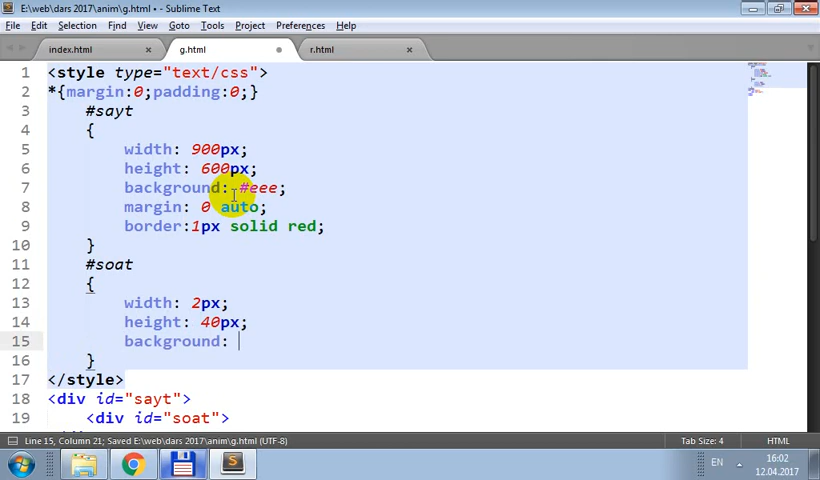 E:\web\dars 2017\anim\g.html • - Sublime Text
File Edit Selection Find View Goto Tools Project Preferences Help
index.html g.html r.html
1 <style type="text/css">
2 *{margin:0;padding:0;}
3 #sayt
4 {
5 width: 900px;
6 height: 600px;
7 background: #eee;
8 margin: 0 auto;
9 border:1px solid red;
10 }
11 #soat
12 {
13 width: 2px;
14 height: 40px;
15 background:
16 }
17 </style>
18 <div id="sayt">
19 <div id="soat">
Line 15, Column 21; Saved E:\web\dars 2017\anim\g.html (UTF-8) Tab Size: 4 HTML
EN 16:02
12.04.2017